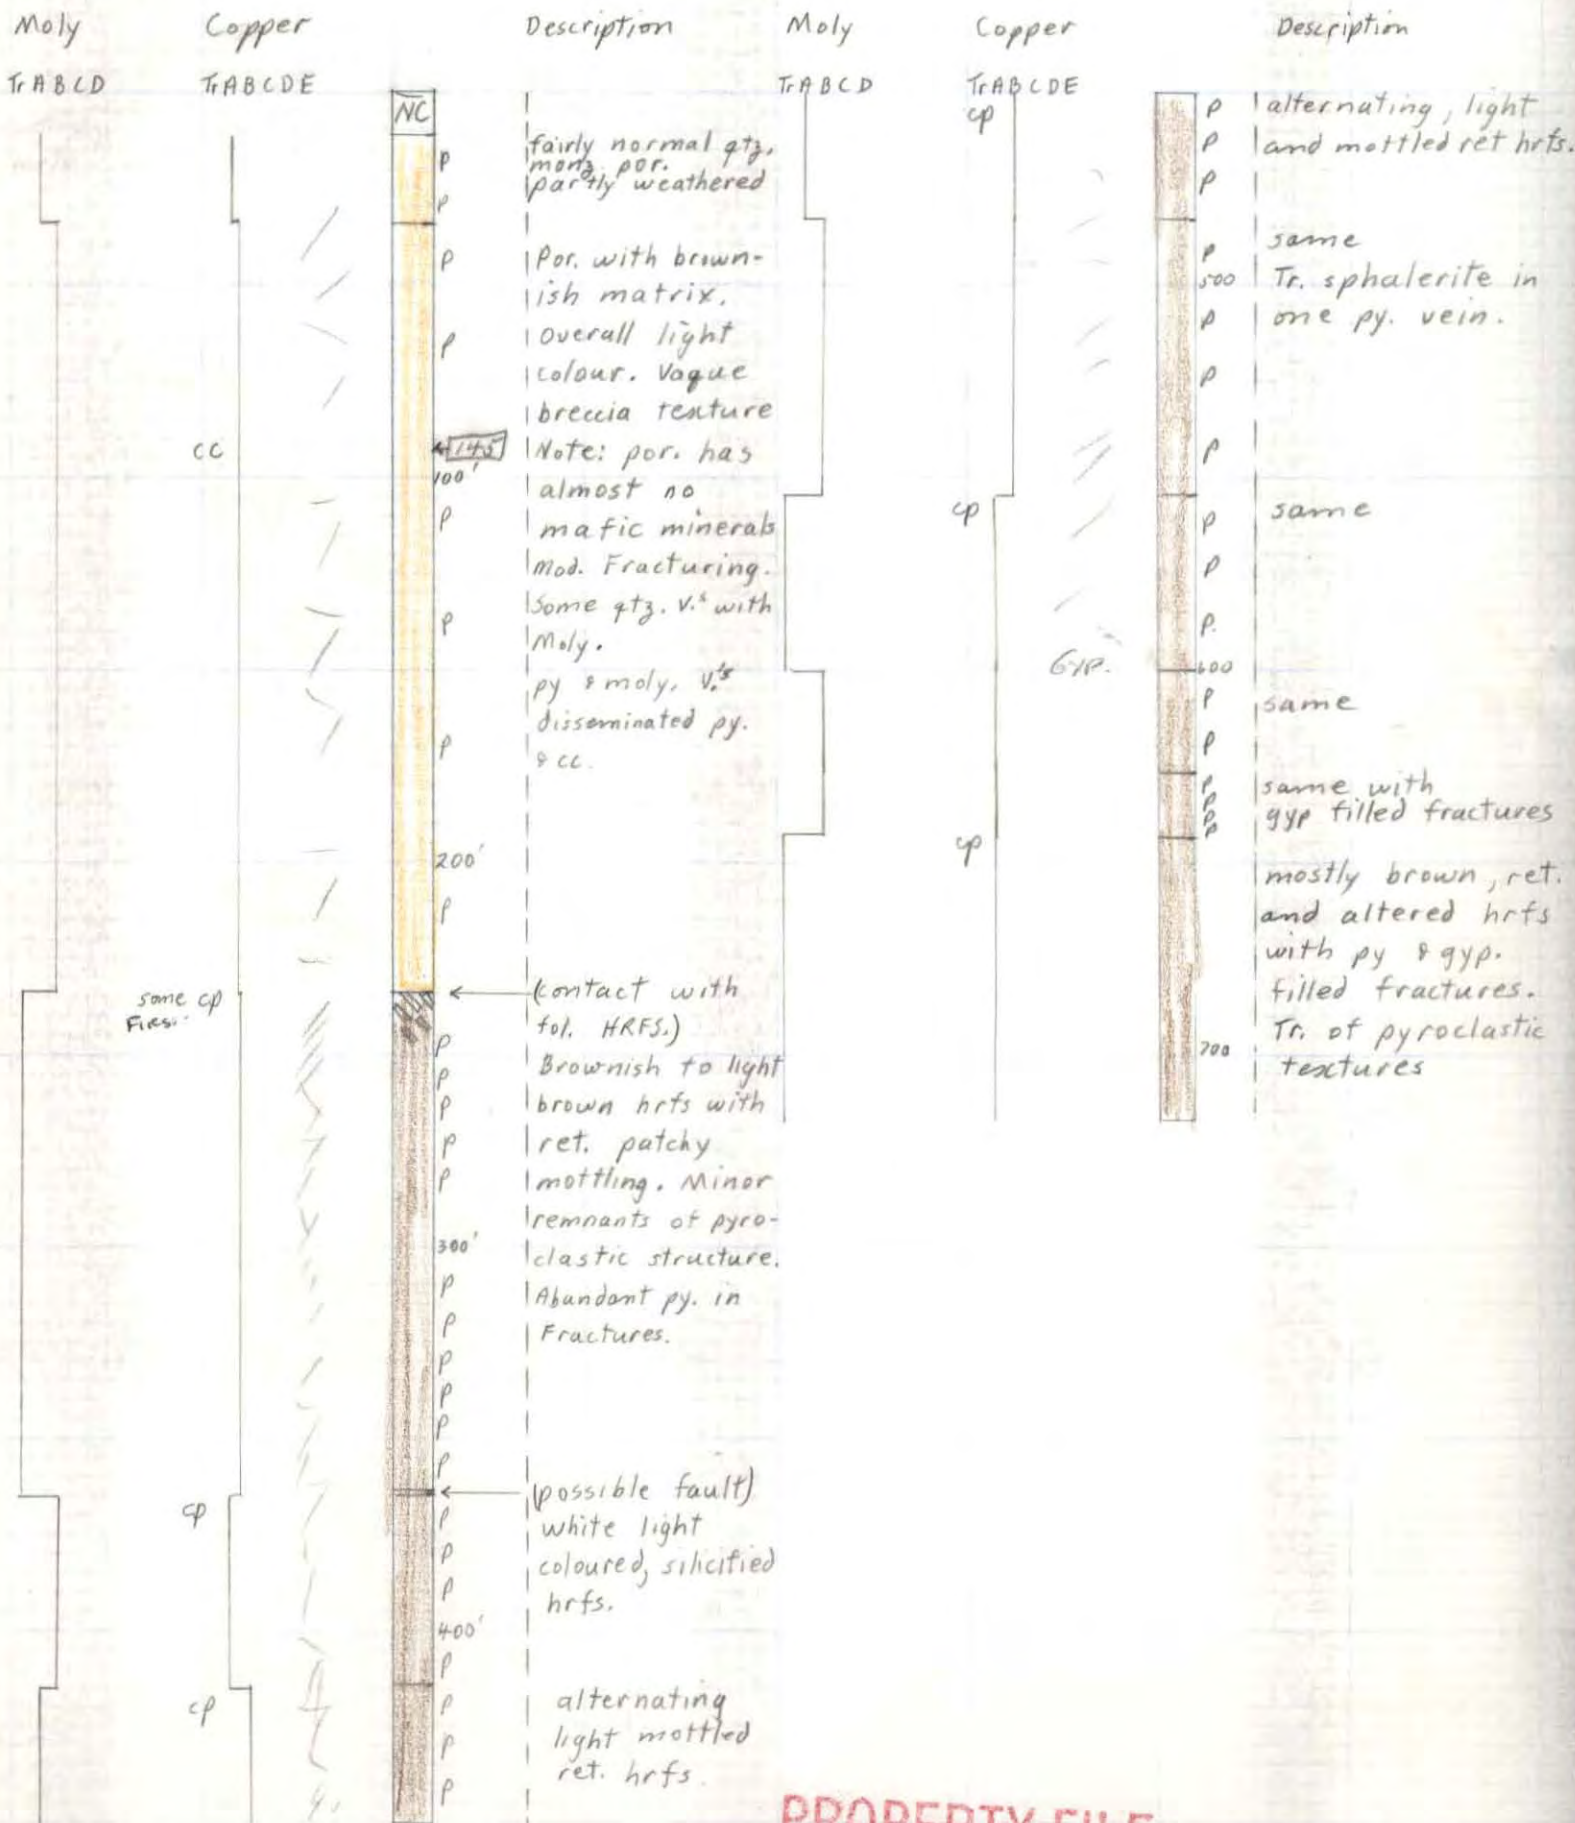 Moly Copper Description Moly Copper Description
Tr A B C D Tr A B C D E Tr A B C D Tr A B C D E
NC
fairly normal qtz.
monz por.
partly weathered
P
P
Por. with brown-
ish matrix.
overall light
colour. Vague
breccia texture
Note: por. has
almost no
mafic minerals
Mod. Fracturing.
Some qtz. V.s with
Moly.
py & moly. V.'s
disseminated py.
& cc.
P
P
cc
145
100'
P
P
P
200'
P
some cp
(contact with
fol. HRFS.)
Brownish to light
brown hrfs with
ret. patchy
mottling. Minor
remnants of pyro-
clastic structure.
Abundant py. in
Fractures.
P
P
P
P
P
300'
P
P
P
P
P
P
cp
(possible fault)
white light
coloured, silicified
hrfs.
P
P
P
400'
P
cp
alternating
light mottled
ret. hrfs.
P
P
P
cp
alternating, light
and mottled ret hrfs.
P
P
P
same
Tr. sphalerite in
one py. vein.
P
500
P
P
P
cp
same
P
P
P.
Gyp.
600
same
P
P
same with
gyp filled fractures
P
P
P
P
cp
mostly brown, ret.
and altered hrfs
with py & gyp.
filled fractures.
Tr. of pyroclastic
textures
700
PROPERTY FILE